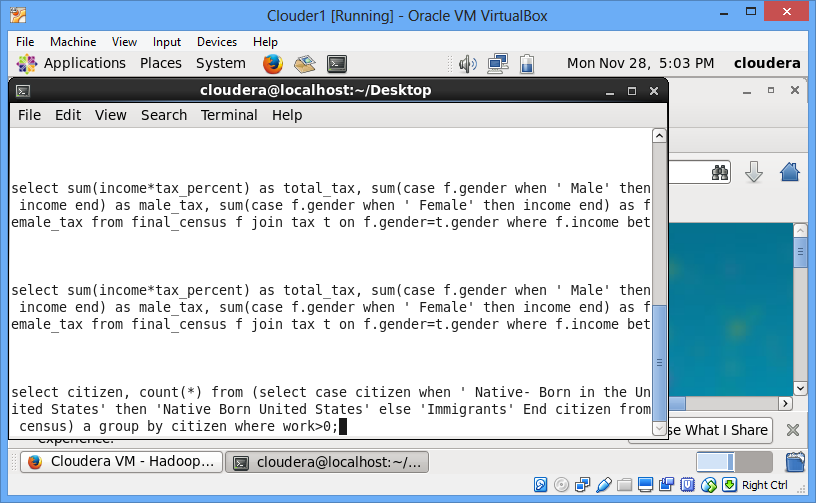 Clouder1 [Running] - Oracle VM VirtualBox
File Machine View Input Devices Help
Applications Places System Mon Nov 28, 5:03 PM cloudera
cloudera@localhost:~/Desktop
File Edit View Search Terminal Help
select sum(income*tax_percent) as total_tax, sum(case f.gender when ' Male' then
income end) as male_tax, sum(case f.gender when ' Female' then income end) as f
emale_tax from final_census f join tax t on f.gender=t.gender where f.income bet
select sum(income*tax_percent) as total_tax, sum(case f.gender when ' Male' then
income end) as male_tax, sum(case f.gender when ' Female' then income end) as f
emale_tax from final_census f join tax t on f.gender=t.gender where f.income bet
select citizen, count(*) from (select case citizen when ' Native- Born in the Un
ited States' then 'Native Born United States' else 'Immigrants' End citizen from
census) a group by citizen where work>0;
experience. se What I Share
Cloudera VM - Hadoop... cloudera@localhost:~/...
Right Ctrl